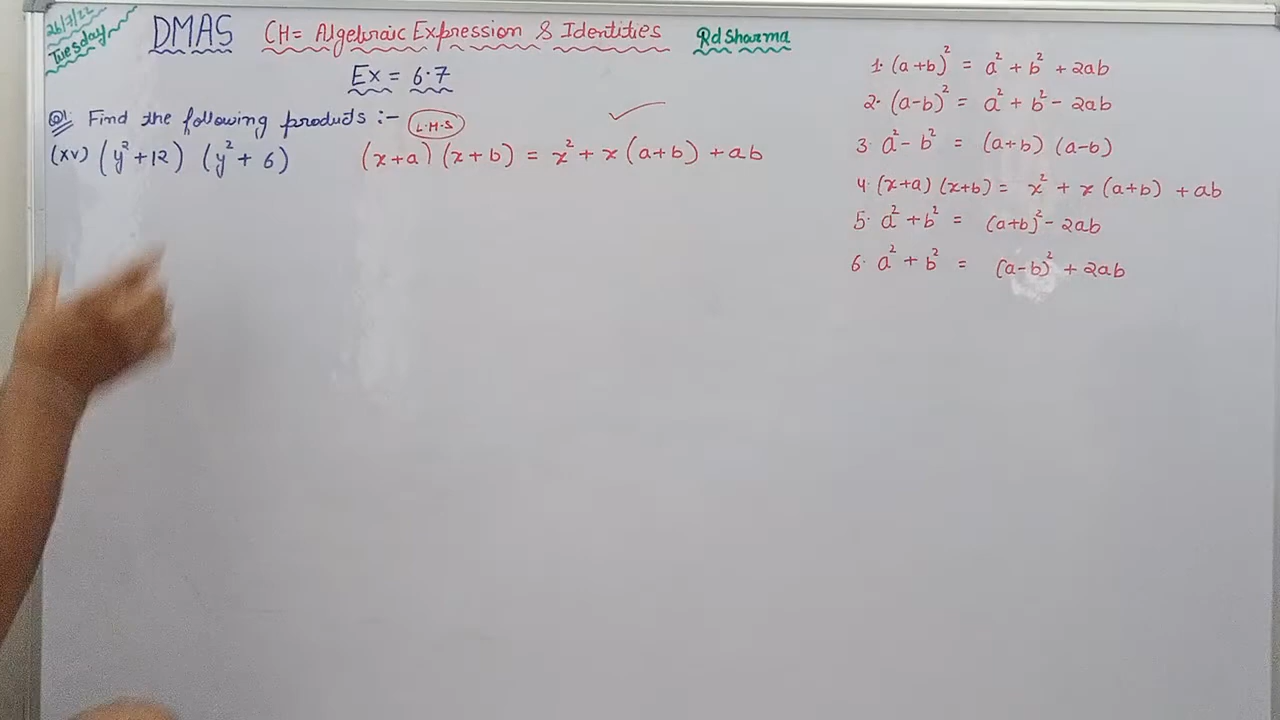 26/7/22
Tuesday
DMAS CH= Algebraic Expression & Identities Rd Sharma
Ex = 6.7
Q1. Find the following products :- L.H.S
(xv) (y²+12) (y²+6) (x+a) (x+b) = x² + x (a+b) + ab
1. (a+b)² = a² + b² + 2ab
2. (a-b)² = a² + b² - 2ab
3. a² - b² = (a+b) (a-b)
4. (x+a) (x+b) = x² + x (a+b) + ab
5. a² + b² = (a+b)² - 2ab
6. a² + b² = (a-b)² + 2ab